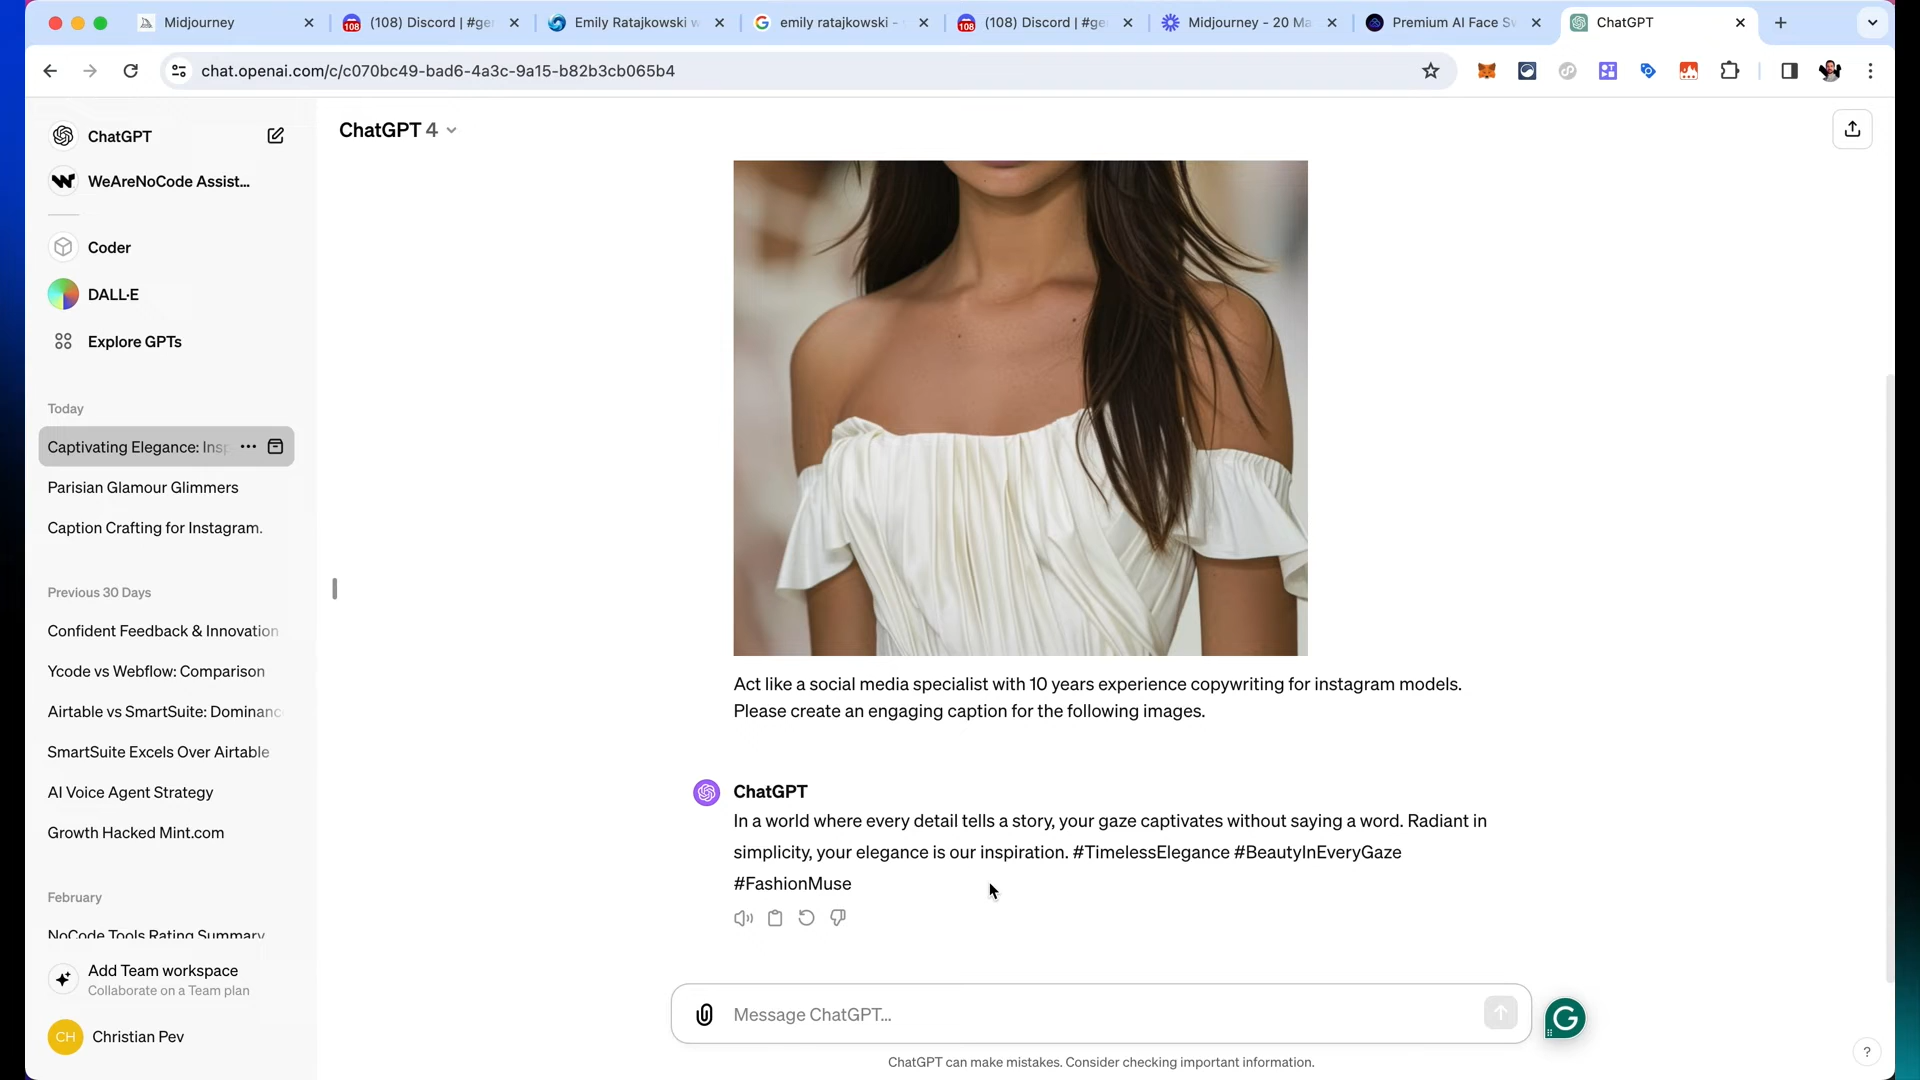 Midjourney
(108) Discord | #ge
Emily Ratajkowski w
emily ratajkowski -
(108) Discord | #ge
Midjourney - 20 Ma
Premium AI Face Sw
ChatGPT
chat.openai.com/c/c070bc49-bad6-4a3c-9a15-b82b3cb065b4
ChatGPT
WeAreNoCode Assist...
Coder
DALL·E
Explore GPTs
Today
Captivating Elegance: Insp
Parisian Glamour Glimmers
Caption Crafting for Instagram.
Previous 30 Days
Confident Feedback & Innovation
Ycode vs Webflow: Comparison
Airtable vs SmartSuite: Dominanc
SmartSuite Excels Over Airtable
AI Voice Agent Strategy
Growth Hacked Mint.com
February
NoCode Tools Rating Summary
Add Team workspace
Collaborate on a Team plan
CH
Christian Pev
ChatGPT 4
Act like a social media specialist with 10 years experience copywriting for instagram models.
Please create an engaging caption for the following images.
ChatGPT
In a world where every detail tells a story, your gaze captivates without saying a word. Radiant in
simplicity, your elegance is our inspiration. #TimelessElegance #BeautyInEveryGaze
#FashionMuse
Message ChatGPT...
ChatGPT can make mistakes. Consider checking important information.
?